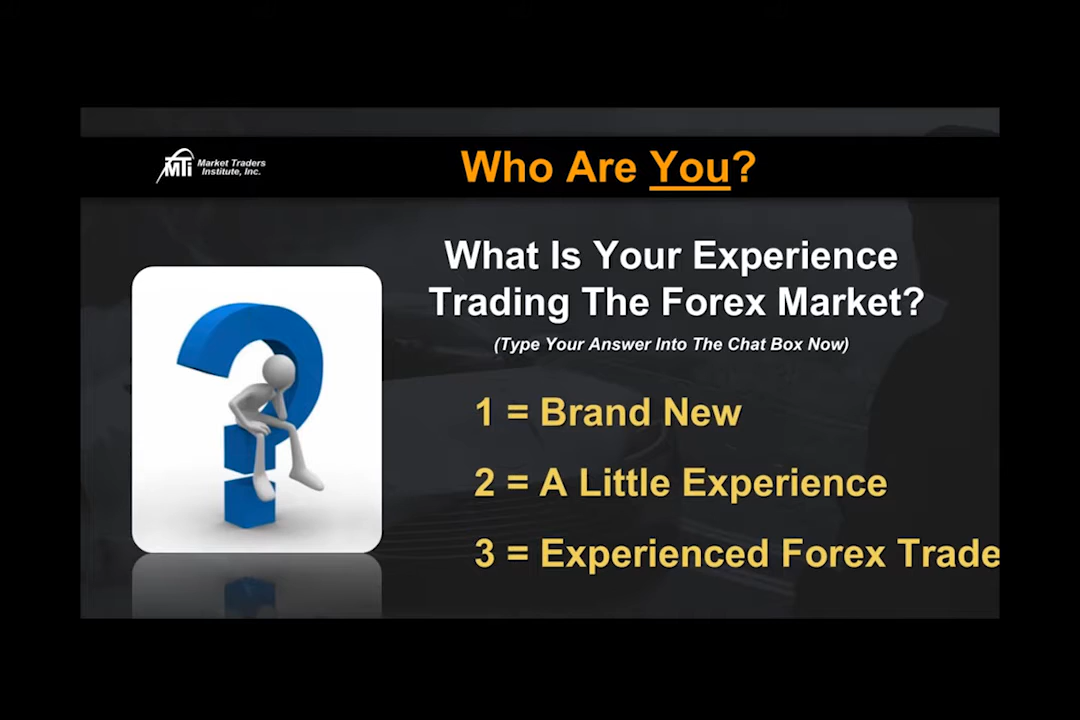 MTI Market Traders
Institute, Inc.
Who Are You?
What Is Your Experience
Trading The Forex Market?
(Type Your Answer Into The Chat Box Now)
1 = Brand New
2 = A Little Experience
3 = Experienced Forex Trade